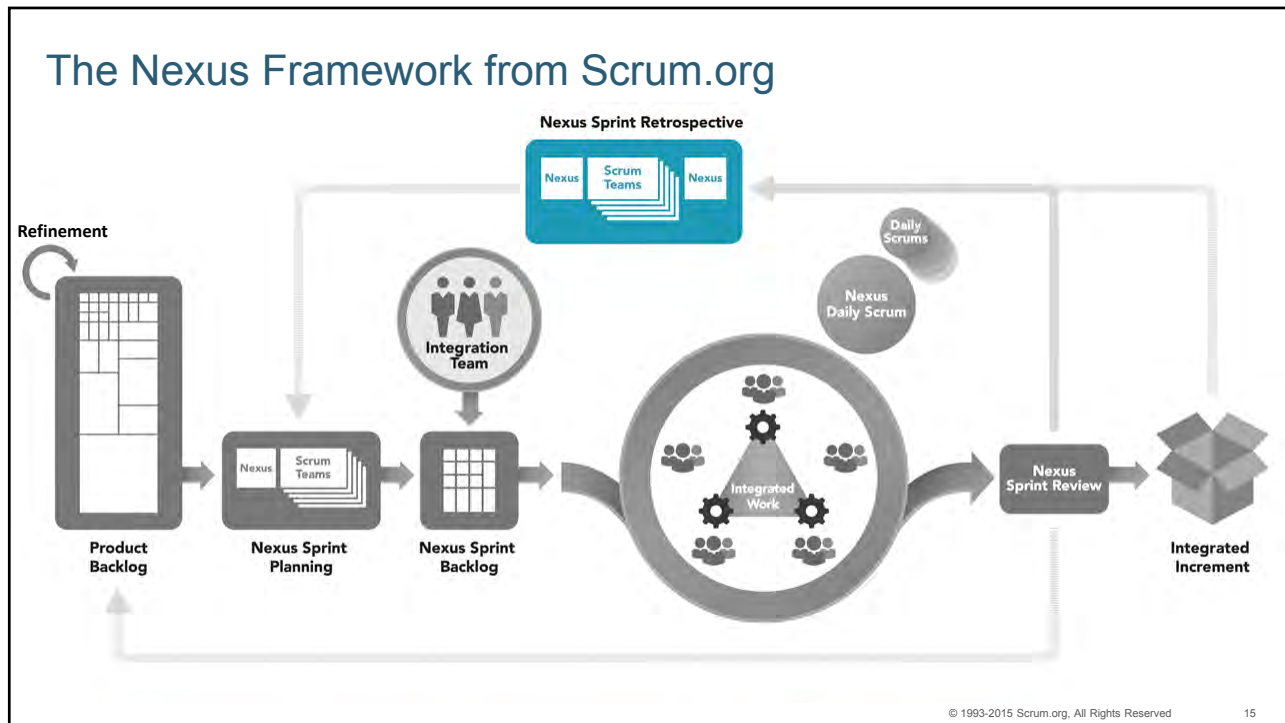 The Nexus Framework from Scrum.org
Nexus Sprint Retrospective
Nexus
Scrum
Teams
Nexus
Refinement
Daily
Scrums
Nexus
Daily Scrum
Integration
Team
Nexus
Scrum
Teams
Integrated
Work
Nexus
Sprint Review
Product
Backlog
Nexus Sprint
Planning
Nexus Sprint
Backlog
Integrated
Increment
© 1993-2015 Scrum.org, All Rights Reserved
15